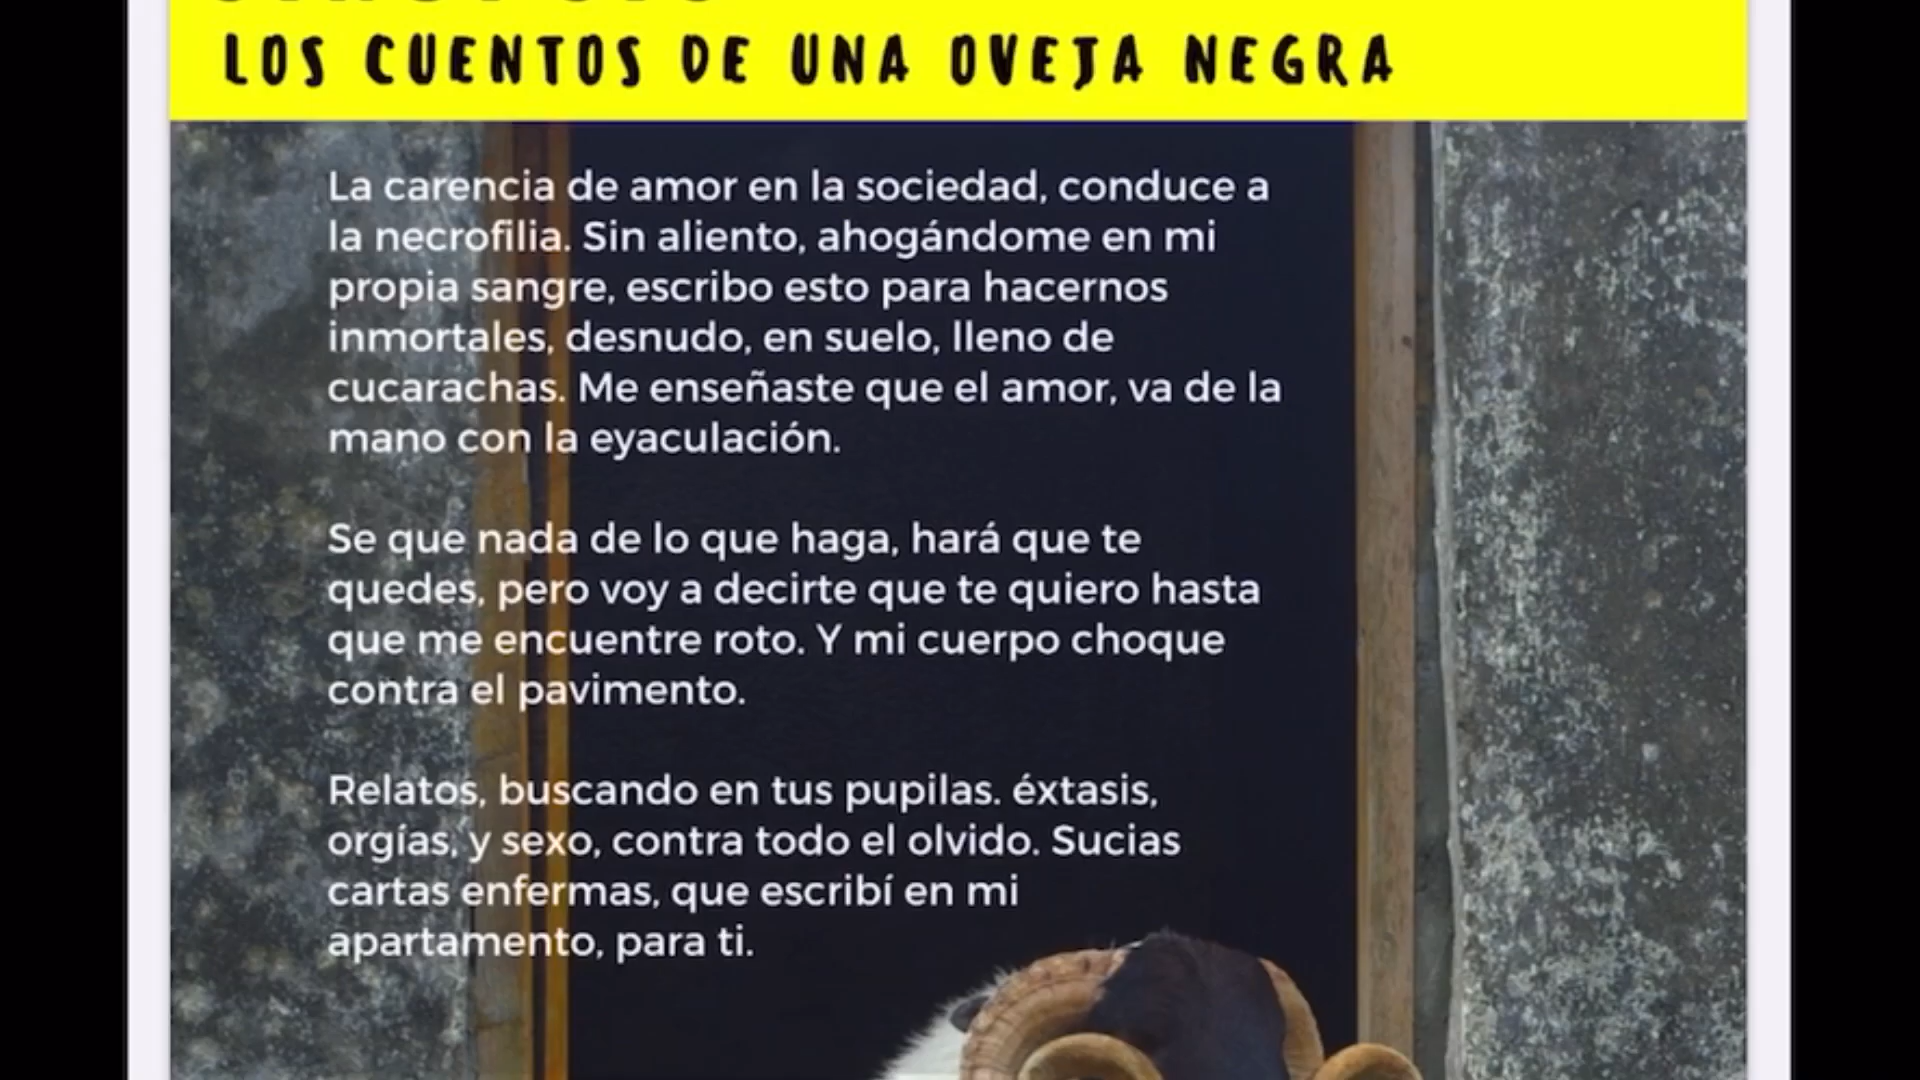 LOS CUENTOS DE UNA OVEJA NEGRA
La carencia de amor en la sociedad, conduce a
la necrofilia. Sin aliento, ahogándome en mi
propia sangre, escribo esto para hacernos
inmortales, desnudo, en suelo, lleno de
cucarachas. Me enseñaste que el amor, va de la
mano con la eyaculación.
Se que nada de lo que haga, hará que te
quedes, pero voy a decirte que te quiero hasta
que me encuentre roto. Y mi cuerpo choque
contra el pavimento.
Relatos, buscando en tus pupilas. éxtasis,
orgías, y sexo, contra todo el olvido. Sucias
cartas enfermas, que escribí en mi
apartamento, para ti.